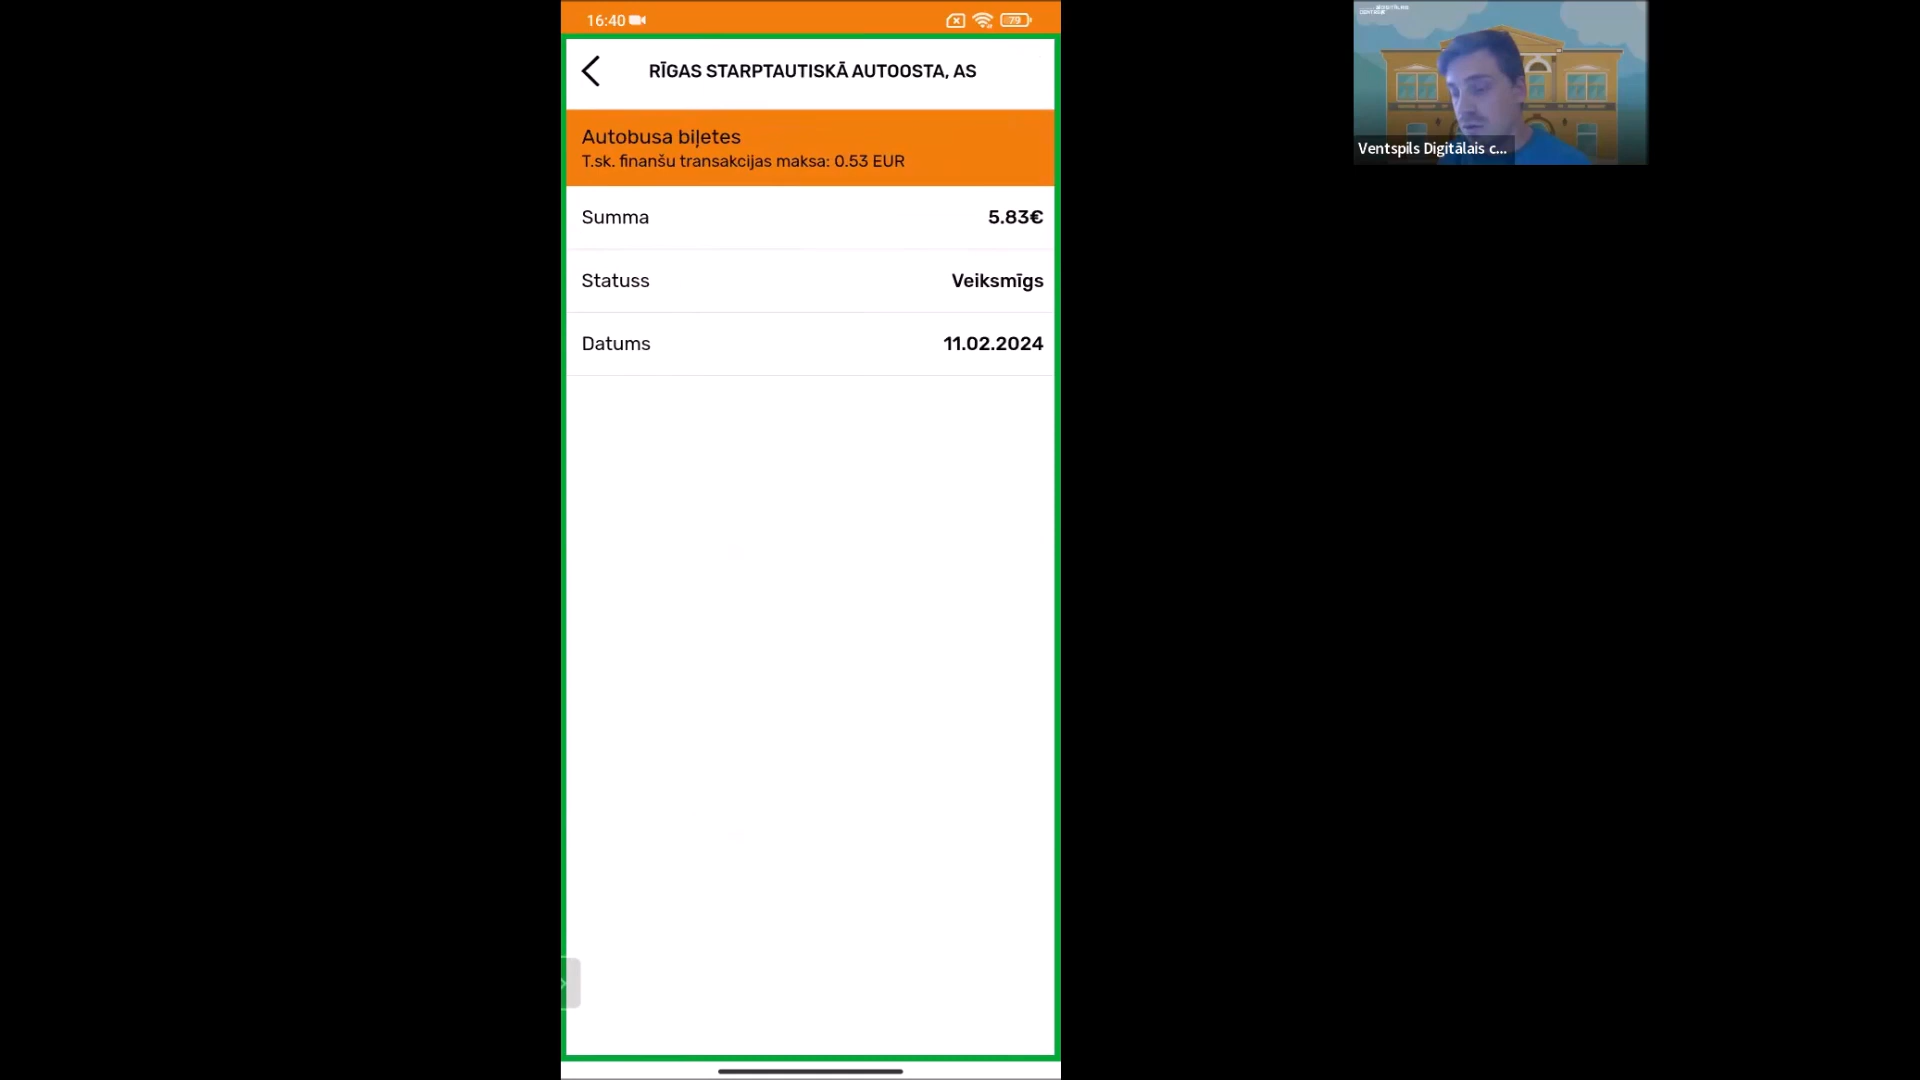 16:40
79
RĪGAS STARPTAUTISKĀ AUTOOSTA, AS
Autobusa biļetes
T.sk. finanšu transakcijas maksa: 0.53 EUR
Summa 5.83€
Statuss Veiksmīgs
Datums 11.02.2024
Ventspils Digitālais c...